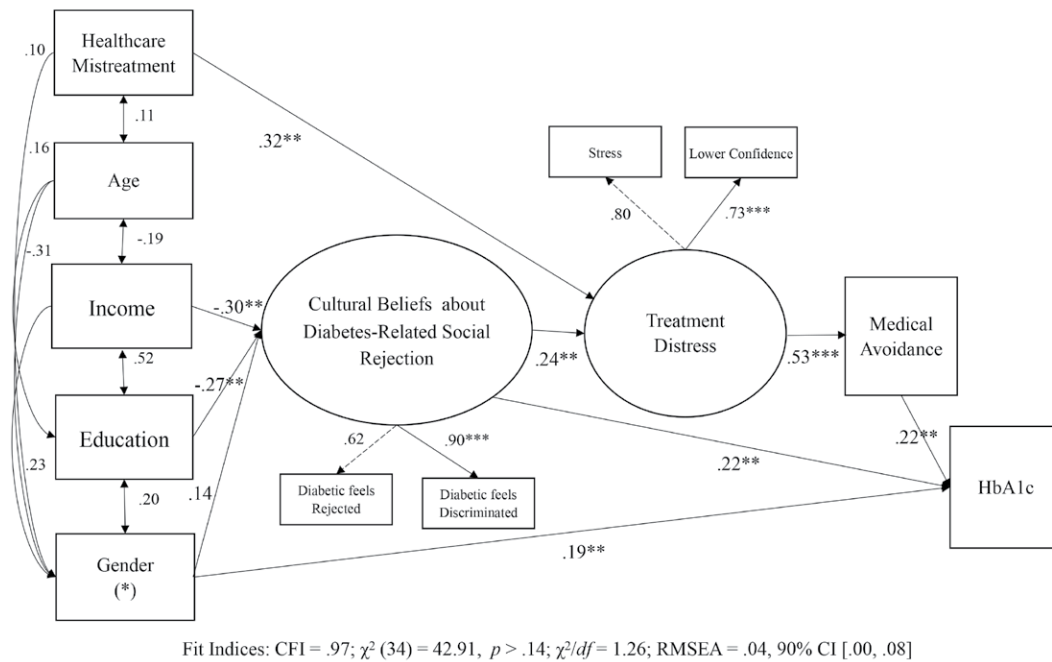 Healthcare
Mistreatment
.10
.11
.32**
.16
Age
Stress
Lower Confidence
.80
.73***
-.31
-.19
Income
-.30**
Cultural Beliefs about
Diabetes-Related Social
Rejection
Treatment
Distress
Medical
Avoidance
.52
-.27**
.24**
.53***
Education
.62
.90***
.22**
.22**
.23
.20
.14
Diabetic feels
Rejected
Diabetic feels
Discriminated
HbA1c
Gender
(*)
.19**
Fit Indices: CFI = .97; χ² (34) = 42.91, p > .14; χ²/df = 1.26; RMSEA = .04, 90% CI [.00, .08]